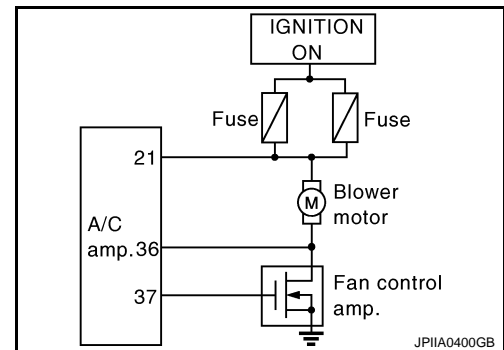 IGNITION
ON
Fuse
Fuse
21
Blower
motor
M
A/C
amp.
36
37
Fan control
amp.
JPIIA0400GB